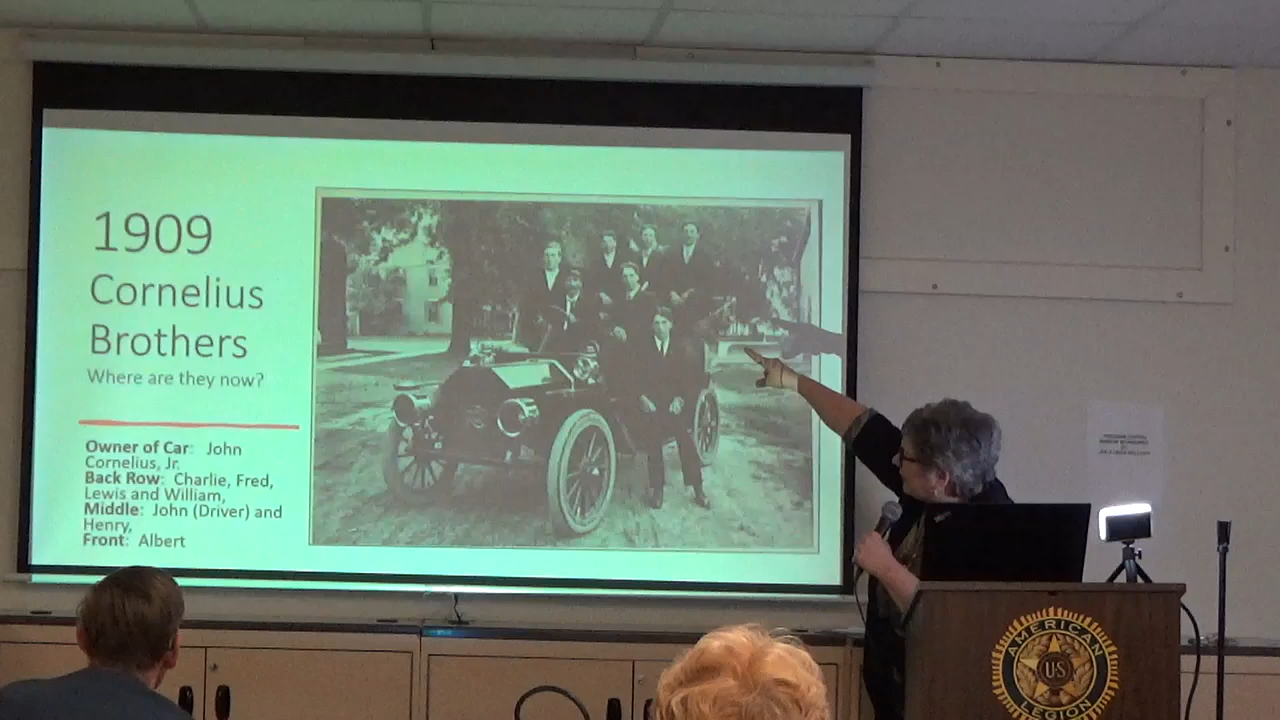 1909
Cornelius
Brothers
Where are they now?
Owner of Car: John
Cornelius, Jr.
Back Row: Charlie, Fred,
Lewis and William,
Middle: John (Driver) and
Henry,
Front: Albert
AMERICAN
U·S
LEGION